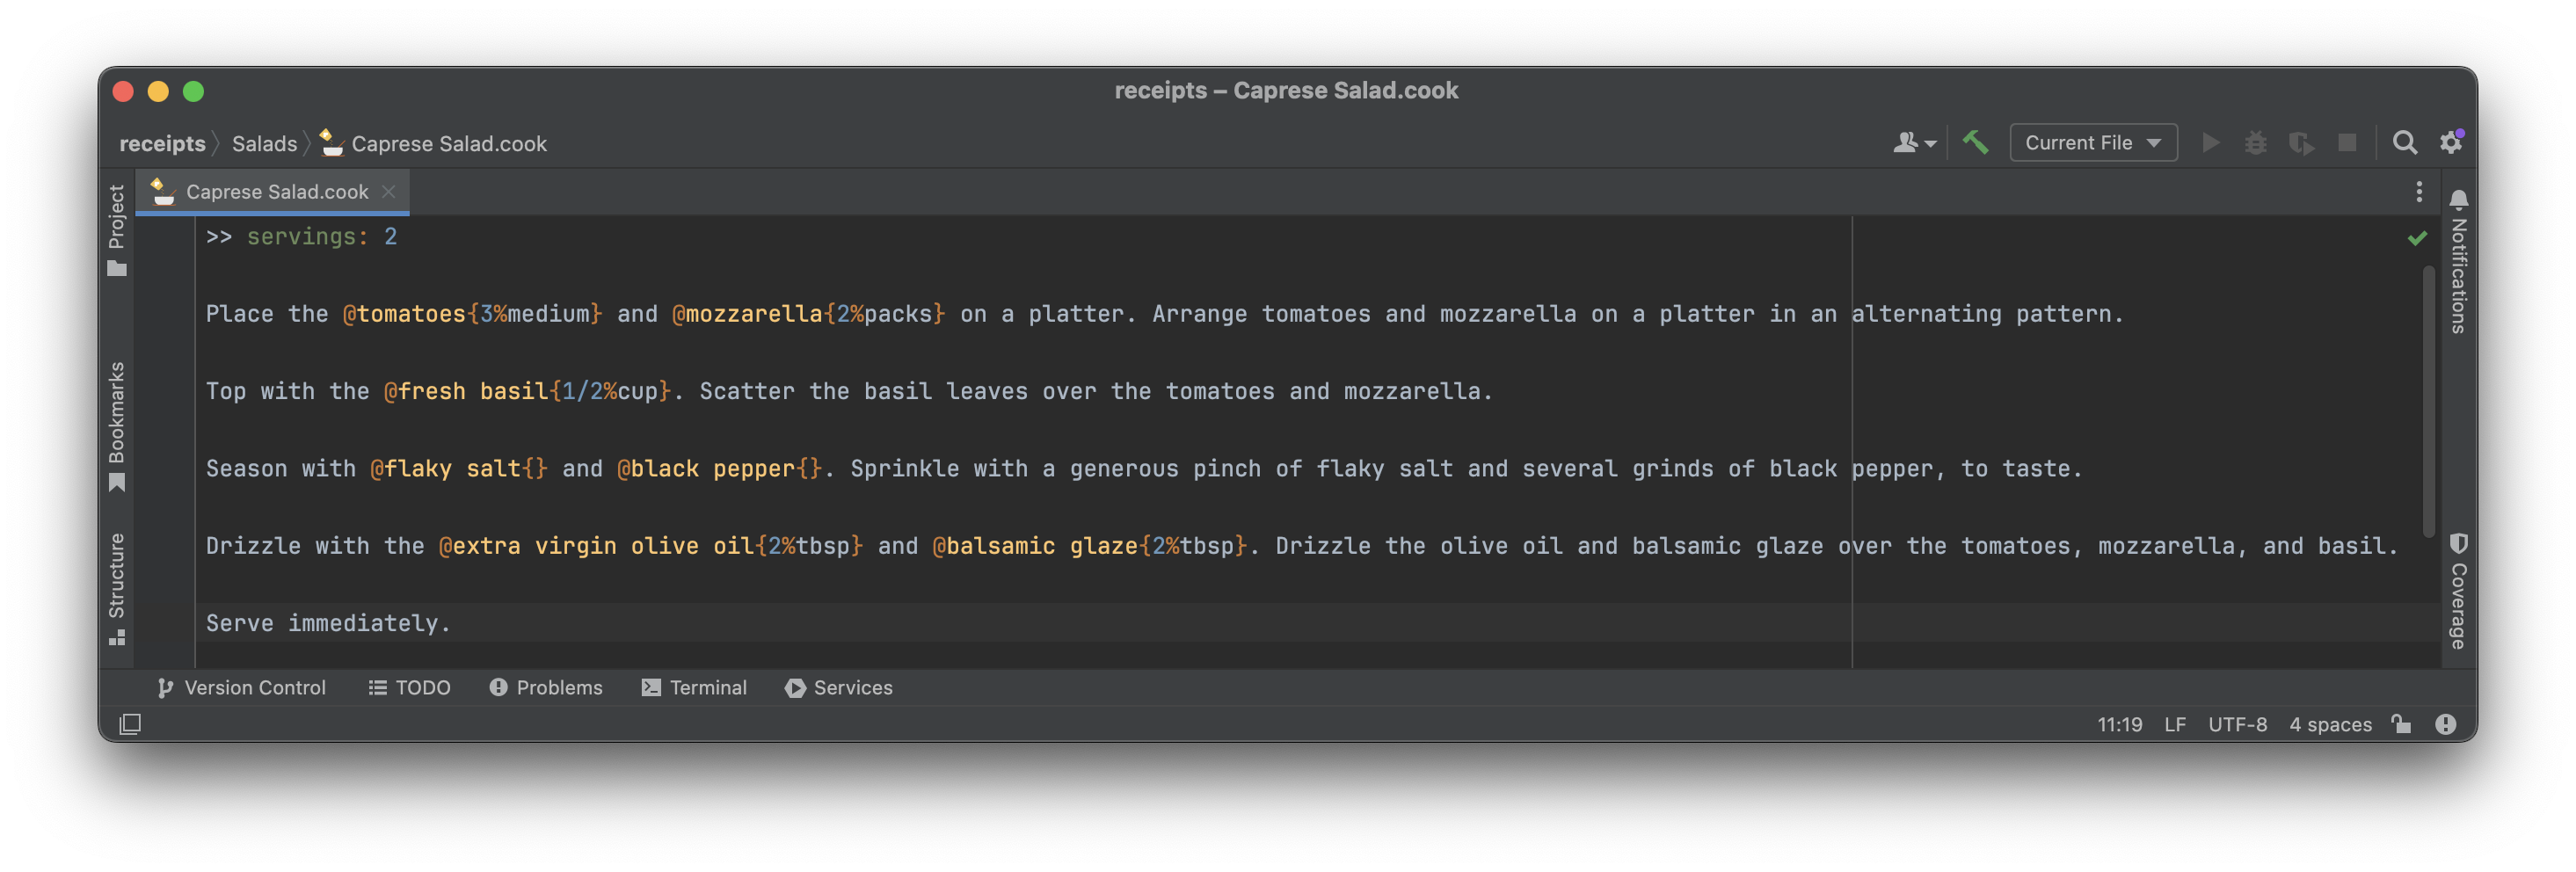 receipts – Caprese Salad.cook
receipts Salads Caprese Salad.cook
Current File
Project
Caprese Salad.cook
Notifications
>> servings: 2
Place the @tomatoes{3%medium} and @mozzarella{2%packs} on a platter. Arrange tomatoes and mozzarella on a platter in an alternating pattern.
Bookmarks
Top with the @fresh basil{1/2%cup}. Scatter the basil leaves over the tomatoes and mozzarella.
Season with @flaky salt{} and @black pepper{}. Sprinkle with a generous pinch of flaky salt and several grinds of black pepper, to taste.
Structure
Drizzle with the @extra virgin olive oil{2%tbsp} and @balsamic glaze{2%tbsp}. Drizzle the olive oil and balsamic glaze over the tomatoes, mozzarella, and basil.
Coverage
Serve immediately.
Version Control TODO Problems Terminal Services
11:19 LF UTF-8 4 spaces